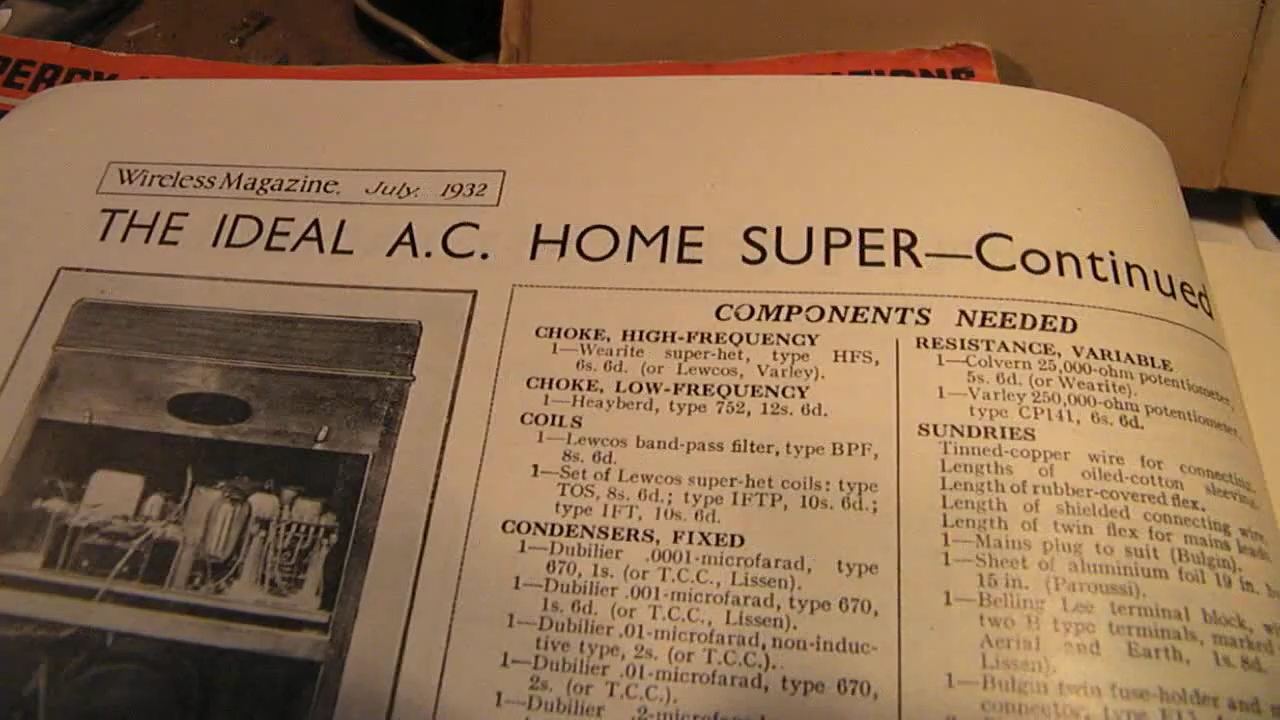 Wireless Magazine. July. 1932
THE IDEAL A.C. HOME SUPER—Continued
COMPONENTS NEEDED
CHOKE, HIGH-FREQUENCY
1—Wearite super-het, type HFS,
6s. 6d. (or Lewcos, Varley).
CHOKE, LOW-FREQUENCY
1—Heayberd, type 752, 12s. 6d.
COILS
1—Lewcos band-pass filter, type BPF,
8s. 6d.
1—Set of Lewcos super-het coils: type
TOS, 8s. 6d.; type IFTP, 10s. 6d.;
type IFT, 10s. 6d.
CONDENSERS, FIXED
1—Dubilier .0001-microfarad, type
670, 1s. (or T.C.C., Lissen).
1—Dubilier .001-microfarad, type 670,
1s. 6d. (or T.C.C., Lissen).
1—Dubilier .01-microfarad, non-induc-
tive type, 2s. (or T.C.C.).
1—Dubilier .01-microfarad, type 670,
2s. (or T.C.C.).
1—Dubilier .2-microfarad
RESISTANCE, VARIABLE
1—Colvern 25,000-ohm potentiometer,
5s. 6d. (or Wearite).
1—Varley 250,000-ohm potentiometer,
type CP141, 6s. 6d.
SUNDRIES
Tinned-copper wire for connecting.
Lengths of oiled-cotton sleeving.
Length of rubber-covered flex.
Length of shielded connecting wire.
Length of twin flex for mains leads.
1—Mains plug to suit (Bulgin).
1—Sheet of aluminium foil 19 in.
15 in. (Paroussi).
1—Belling Lee terminal block,
two B type terminals, marked
Aerial and Earth, 1s. 8d.
Lissen).
1—Bulgin twin fuse-holder and
connector, type